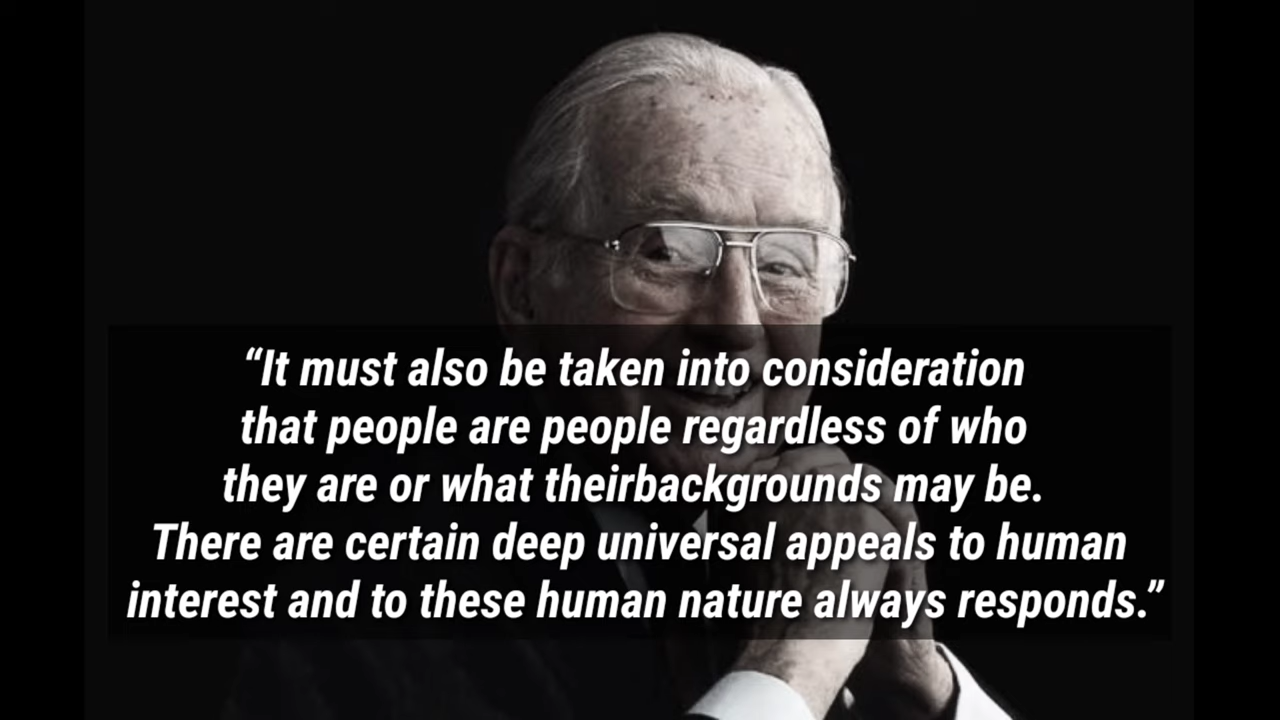 “It must also be taken into consideration
that people are people regardless of who
they are or what theirbackgrounds may be.
There are certain deep universal appeals to human
interest and to these human nature always responds.”